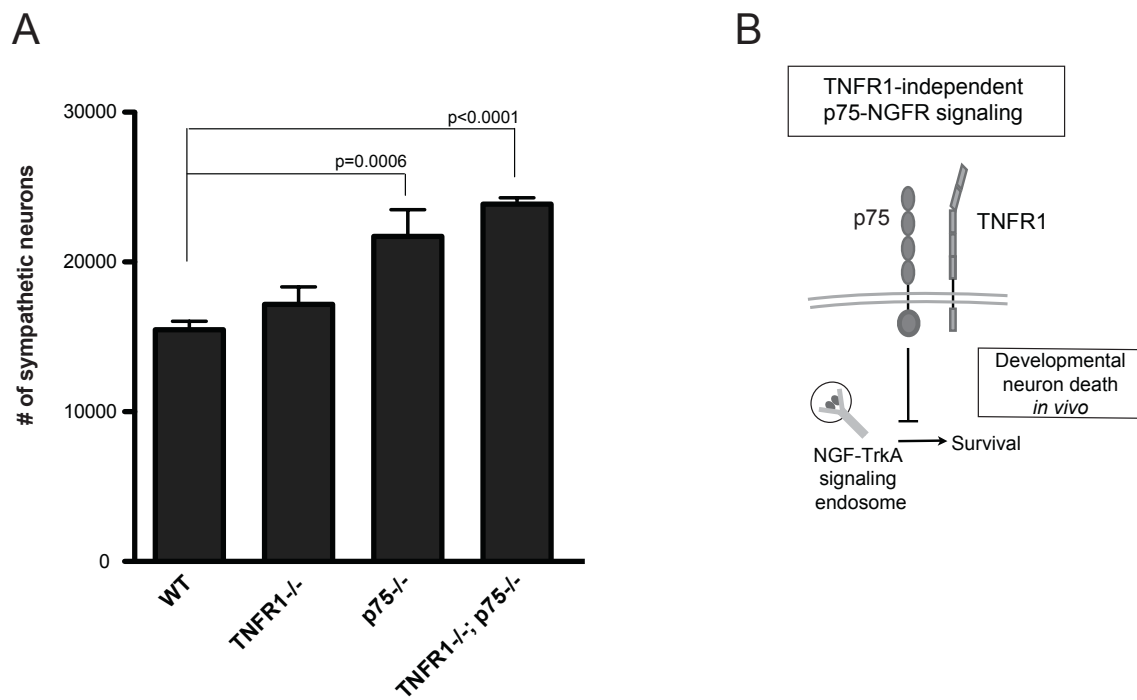 A
30000
20000
10000
0
# of sympathetic neurons
p<0.0001
p=0.0006
WT
TNFR1-/-
p75-/-
TNFR1-/-; p75-/-
B
TNFR1-independent
p75-NGFR signaling
p75
TNFR1
Developmental
neuron death
in vivo
NGF-TrkA
signaling
endosome
Survival